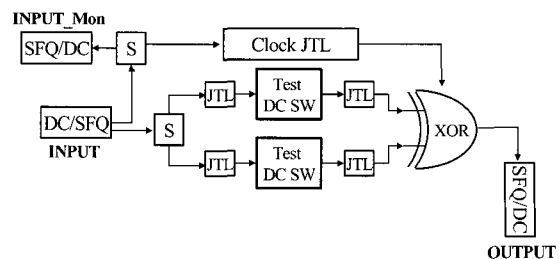 INPUT_Mon
SFQ/DC
S
Clock JTL
JTL
Test
DC SW
JTL
DC/SFQ
INPUT
S
XOR
JTL
Test
DC SW
JTL
SFQ/DC
OUTPUT